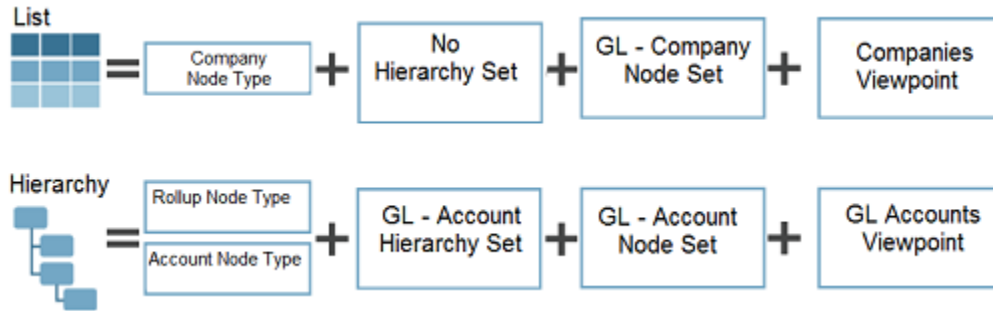 List
Company
Node Type
No
Hierarchy Set
GL - Company
Node Set
Companies
Viewpoint
Hierarchy
Rollup Node Type
Account Node Type
GL - Account
Hierarchy Set
GL - Account
Node Set
GL Accounts
Viewpoint